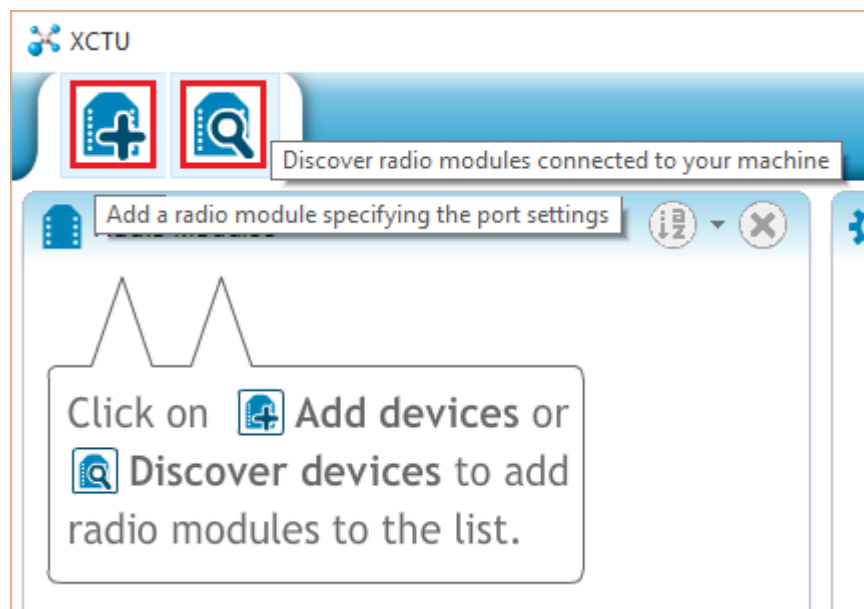 XCTU
Discover radio modules connected to your machine
Add a radio module specifying the port settings
Click on Add devices or
Discover devices to add
radio modules to the list.